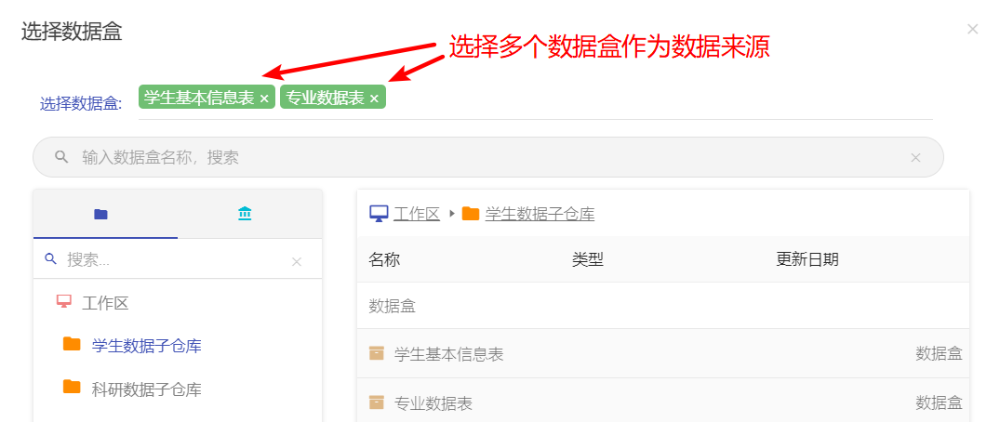 选择数据盒
选择多个数据盒作为数据来源
选择数据盒: 学生基本信息表 × 专业数据表 ×
输入数据盒名称，搜索
搜索...
工作区
学生数据子仓库
科研数据子仓库
工作区 学生数据子仓库
名称 类型 更新日期
数据盒
学生基本信息表 数据盒
专业数据表 数据盒